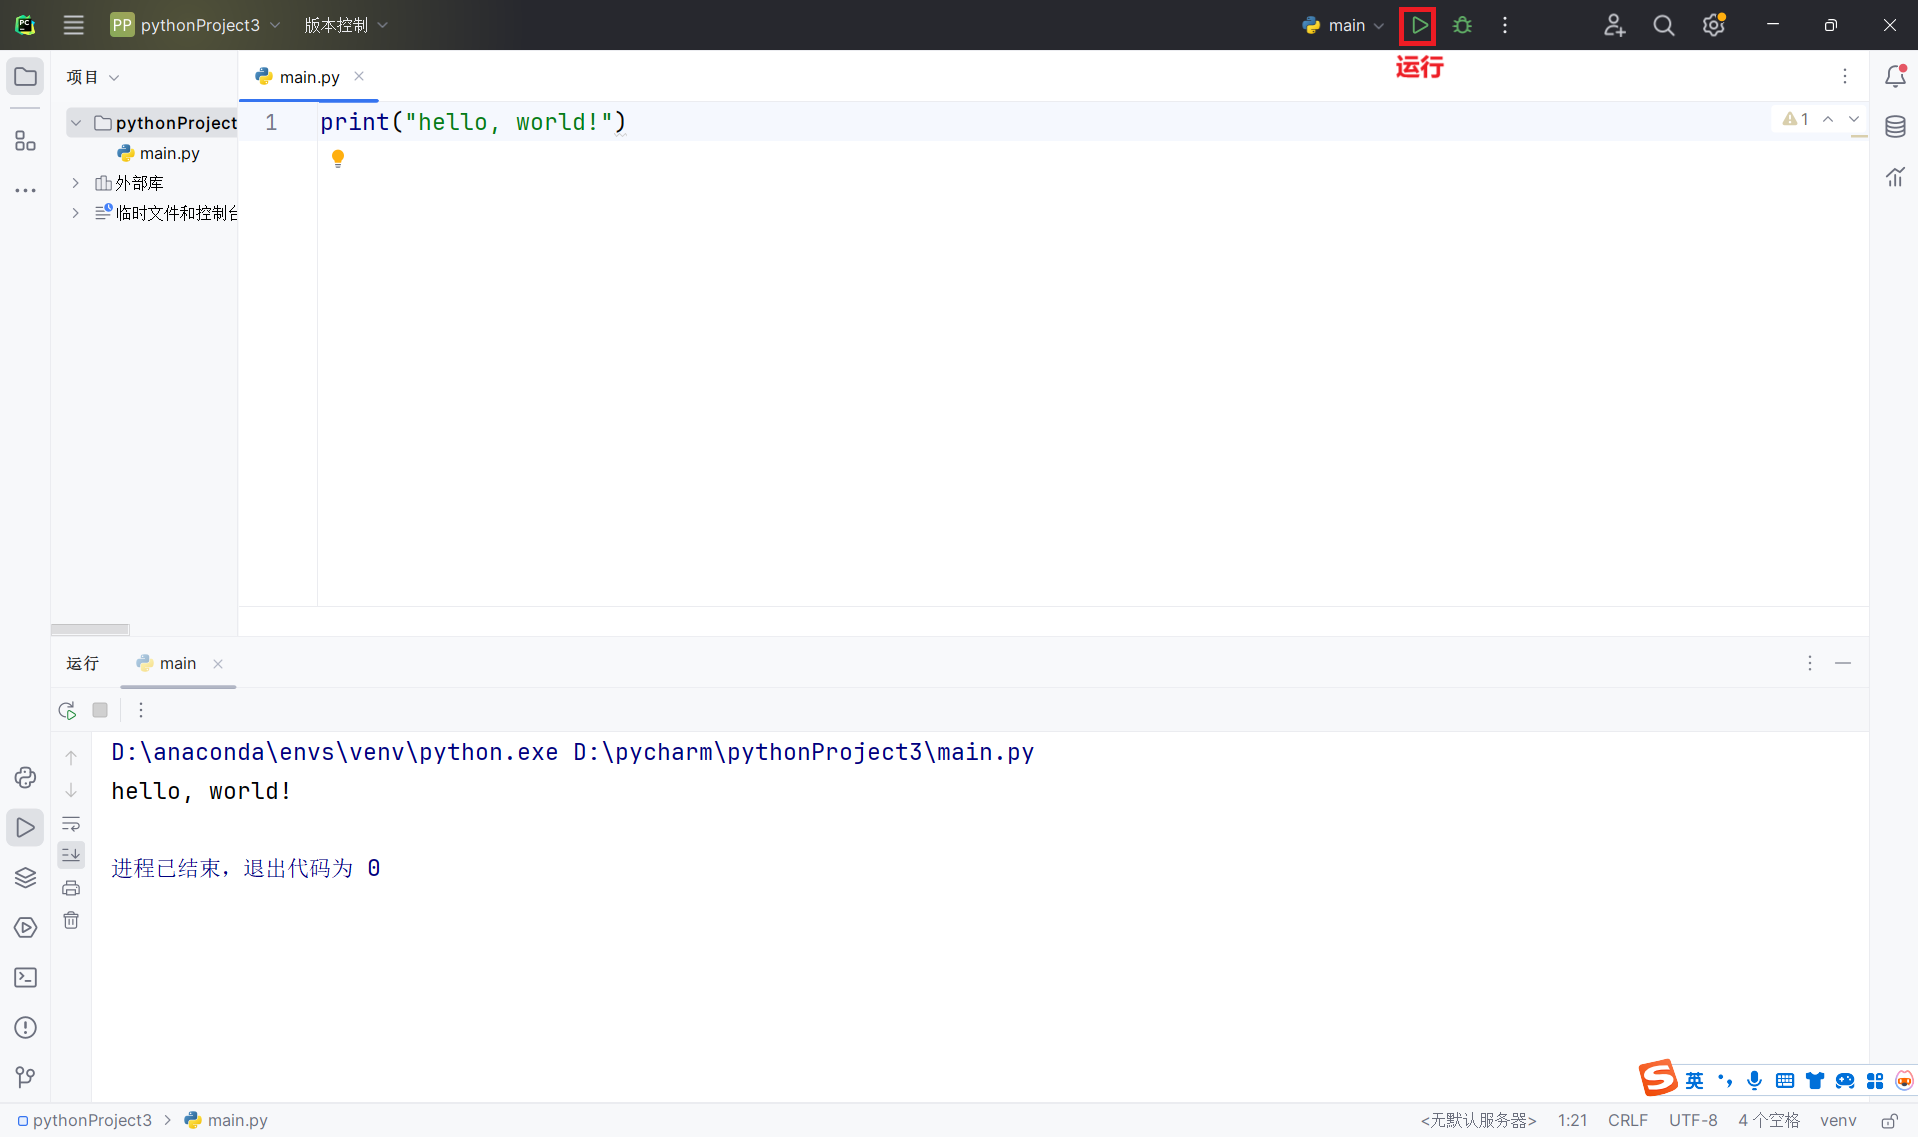 PC
PP pythonProject3 版本控制 main
运行
项目 main.py
pythonProject
1 print("hello, world!")
1
main.py
外部库
临时文件和控制台
运行 main
D:\anaconda\envs\venv\python.exe D:\pycharm\pythonProject3\main.py
hello, world!
进程已结束，退出代码为 0
S 英
pythonProject3 main.py <无默认服务器> 1:21 CRLF UTF-8 4 个空格 venv